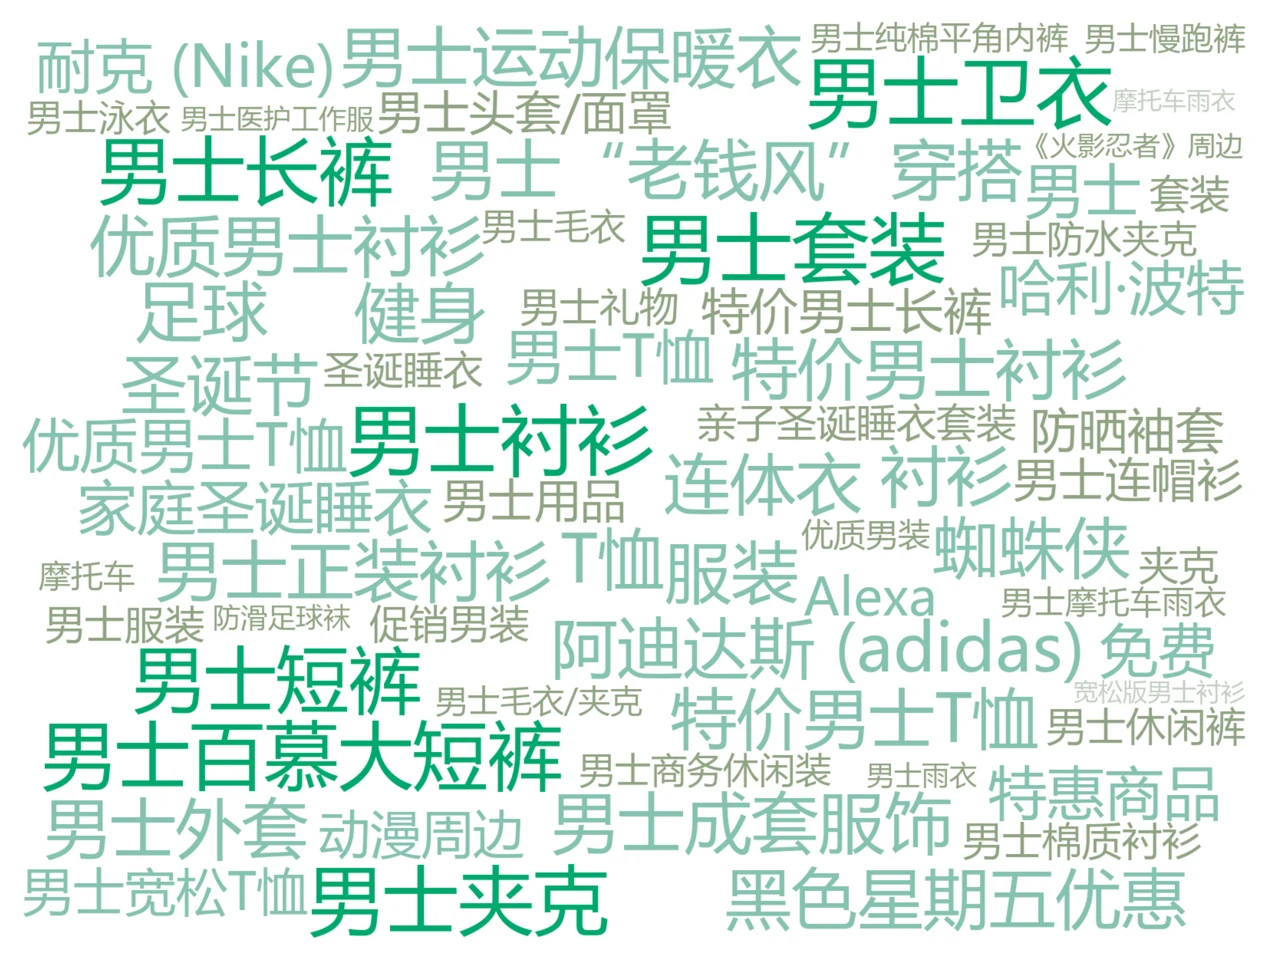 耐克 (Nike) 男士运动保暖衣 男士纯棉平角内裤 男士慢跑裤
男士泳衣 男士医护工作服 男士头套/面罩 男士卫衣 摩托车雨衣
男士长裤 男士“老钱风”穿搭 男士 套装 《火影忍者》周边
优质男士衬衫 男士毛衣 男士套装 男士防水夹克
足球 健身 男士礼物 特价男士长裤 哈利·波特
圣诞节 圣诞睡衣 男士T恤 特价男士衬衫
优质男士T恤 男士衬衫 亲子圣诞睡衣套装 防晒袖套
家庭圣诞睡衣 男士用品 连体衣 衬衫 男士连帽衫
摩托车 男士正装衬衫 T恤 服装 优质男装 蜘蛛侠 夹克
男士服装 防滑足球袜 促销男装 Alexa 男士摩托车雨衣
男士短裤 男士毛衣/夹克 阿迪达斯 (adidas) 免费
男士百慕大短裤 特价男士T恤 宽松版男士衬衫 男士休闲裤
男士商务休闲装 男士雨衣 特惠商品
男士外套 动漫周边 男士成套服饰 男士棉质衬衫
男士宽松T恤 男士夹克 黑色星期五优惠